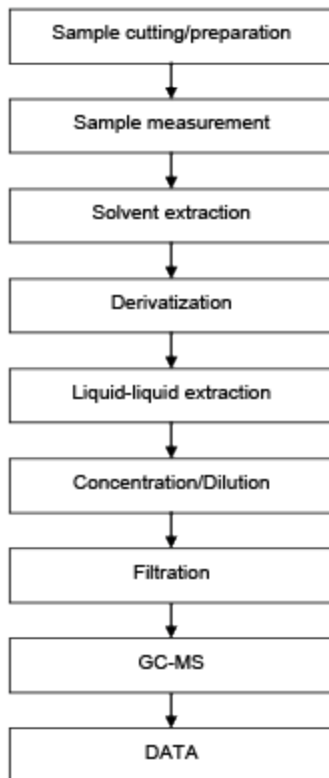 Sample cutting/preparation
Sample measurement
Solvent extraction
Derivatization
Liquid-liquid extraction
Concentration/Dilution
Filtration
GC-MS
DATA